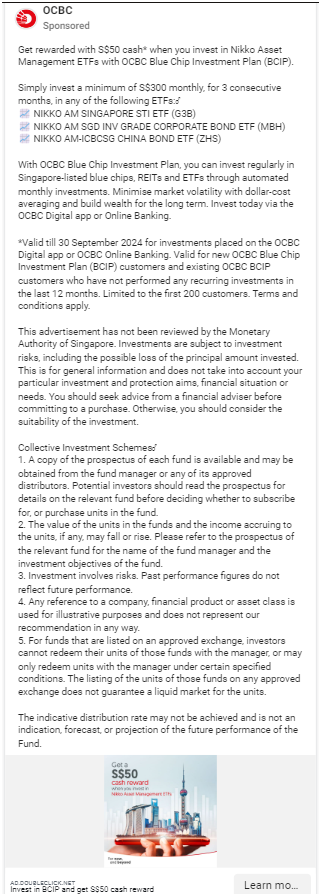 OCBC
Sponsored
Get rewarded with S$50 cash* when you invest in Nikko Asset
Management ETFs with OCBC Blue Chip Investment Plan (BCIP).
Simply invest a minimum of S$300 monthly, for 3 consecutive
months, in any of the following ETFs:
NIKKO AM SINGAPORE STI ETF (G3B)
NIKKO AM SGD INV GRADE CORPORATE BOND ETF (MBH)
NIKKO AM-ICBCSG CHINA BOND ETF (ZHS)
With OCBC Blue Chip Investment Plan, you can invest regularly in
Singapore-listed blue chips, REITs and ETFs through automated
monthly investments. Minimise market volatility with dollar-cost
averaging and build wealth for the long term. Invest today via the
OCBC Digital app or Online Banking.
*Valid till 30 September 2024 for investments placed on the OCBC
Digital app or OCBC Online Banking. Valid for new OCBC Blue Chip
Investment Plan (BCIP) customers and existing OCBC BCIP
customers who have not performed any recurring investments in
the last 12 months. Limited to the first 200 customers. Terms and
conditions apply.
This advertisement has not been reviewed by the Monetary
Authority of Singapore. Investments are subject to investment
risks, including the possible loss of the principal amount invested.
This is for general information and does not take into account your
particular investment and protection aims, financial situation or
needs. You should seek advice from a financial adviser before
committing to a purchase. Otherwise, you should consider the
suitability of the investment.
Collective Investment Schemes
1. A copy of the prospectus of each fund is available and may be
obtained from the fund manager or any of its approved
distributors. Potential investors should read the prospectus for
details on the relevant fund before deciding whether to subscribe
for, or purchase units in the fund.
2. The value of the units in the funds and the income accruing to
the units, if any, may fall or rise. Please refer to the prospectus of
the relevant fund for the name of the fund manager and the
investment objectives of the fund.
3. Investment involves risks. Past performance figures do not
reflect future performance.
4. Any reference to a company, financial product or asset class is
used for illustrative purposes and does not represent our
recommendation in any way.
5. For funds that are listed on an approved exchange, investors
cannot redeem their units of those funds with the manager, or may
only redeem units with the manager under certain specified
conditions. The listing of the units of those funds on any approved
exchange does not guarantee a liquid market for the units.
The indicative distribution rate may not be achieved and is not an
indication, forecast, or projection of the future performance of the
Fund.
Get a
S$50
cash reward
when you invest in
Nikko Asset Management ETFs
For now,
and beyond
AD.DOUBLECLICK.NET
Invest in BCIP and get S$50 cash reward
Learn mo...